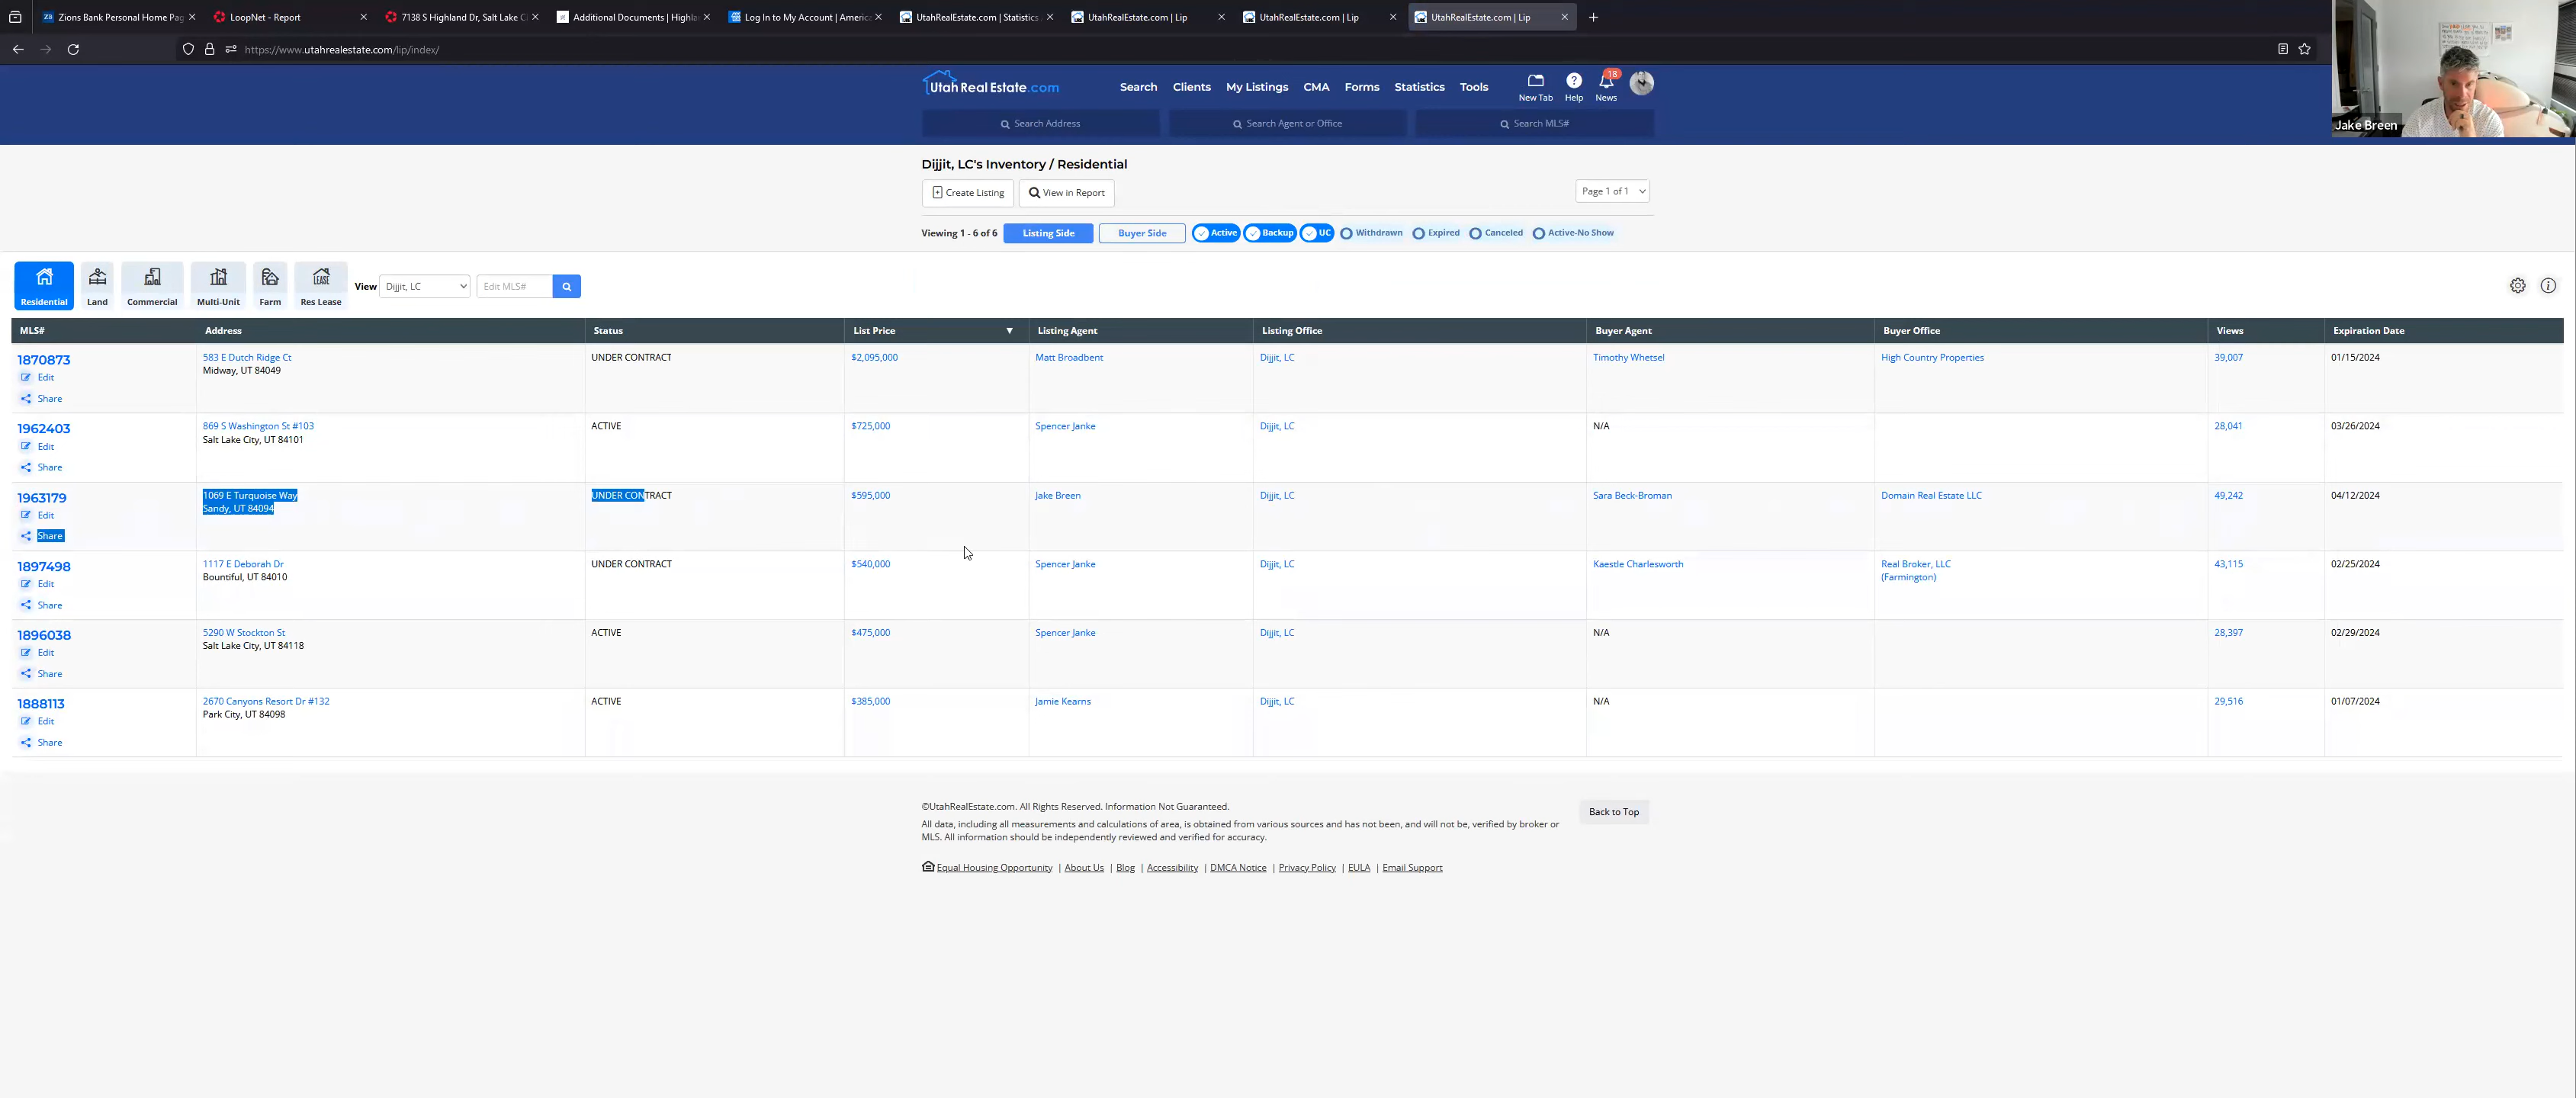 Zions Bank Personal Home Pag
LoopNet - Report
7138 S Highland Dr, Salt Lake Ci
Additional Documents | Highla
Log In to My Account | America
UtahRealEstate.com | Statistics
UtahRealEstate.com | Lip
UtahRealEstate.com | Lip
UtahRealEstate.com | Lip
https://www.utahrealestate.com/lip/index/
Jake Breen
UtahRealEstate.com
Search Clients My Listings CMA Forms Statistics Tools
New Tab Help 18 News
Search Address Search Agent or Office Search MLS#
Dijjit, LC's Inventory / Residential
Create Listing View in Report Page 1 of 1
Viewing 1 - 6 of 6 Listing Side Buyer Side Active Backup UC Withdrawn Expired Canceled Active-No Show
Residential Land Commercial Multi-Unit Farm LEASE Res Lease View Dijjit, LC Edit MLS#
MLS# Address Status List Price Listing Agent Listing Office Buyer Agent Buyer Office Views Expiration Date
1870873 583 E Dutch Ridge Ct UNDER CONTRACT $2,095,000 Matt Broadbent Dijjit, LC Timothy Whetsel High Country Properties 39,007 01/15/2024
Midway, UT 84049
Edit
Share
1962403 869 S Washington St #103 ACTIVE $725,000 Spencer Janke Dijjit, LC N/A 28,041 03/26/2024
Salt Lake City, UT 84101
Edit
Share
1963179 1069 E Turquoise Way UNDER CONTRACT $595,000 Jake Breen Dijjit, LC Sara Beck-Broman Domain Real Estate LLC 49,242 04/12/2024
Sandy, UT 84094
Edit
Share
1897498 1117 E Deborah Dr UNDER CONTRACT $540,000 Spencer Janke Dijjit, LC Kaestle Charlesworth Real Broker, LLC 43,115 02/25/2024
Bountiful, UT 84010 (Farmington)
Edit
Share
1896038 5290 W Stockton St ACTIVE $475,000 Spencer Janke Dijjit, LC N/A 28,397 02/29/2024
Salt Lake City, UT 84118
Edit
Share
1888113 2670 Canyons Resort Dr #132 ACTIVE $385,000 Jamie Kearns Dijjit, LC N/A 29,516 01/07/2024
Park City, UT 84098
Edit
Share
©UtahRealEstate.com. All Rights Reserved. Information Not Guaranteed.
Back to Top
All data, including all measurements and calculations of area, is obtained from various sources and has not been, and will not be, verified by broker or
MLS. All information should be independently reviewed and verified for accuracy.
Equal Housing Opportunity | About Us | Blog | Accessibility | DMCA Notice | Privacy Policy | EULA | Email Support